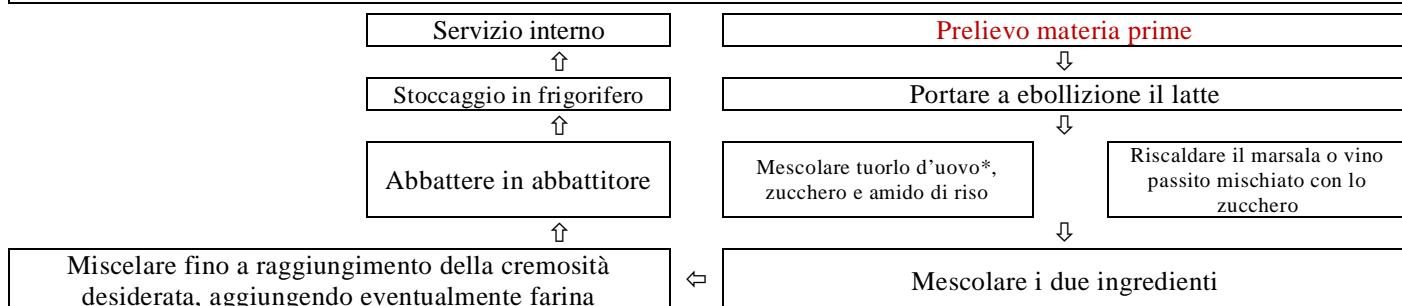 Servizio interno
Prelievo materia prime
⇧
⇩
Stoccaggio in frigorifero
Portare a ebollizione il latte
⇧
⇩
Abbattere in abbattitore
Mescolare tuorlo d'uovo*,
zucchero e amido di riso
Riscaldare il marsala o vino
passito mischiato con lo
zucchero
⇧
⇩
Miscelare fino a raggiungimento della cremosità
desiderata, aggiungendo eventualmente farina
⇦
Mescolare i due ingredienti